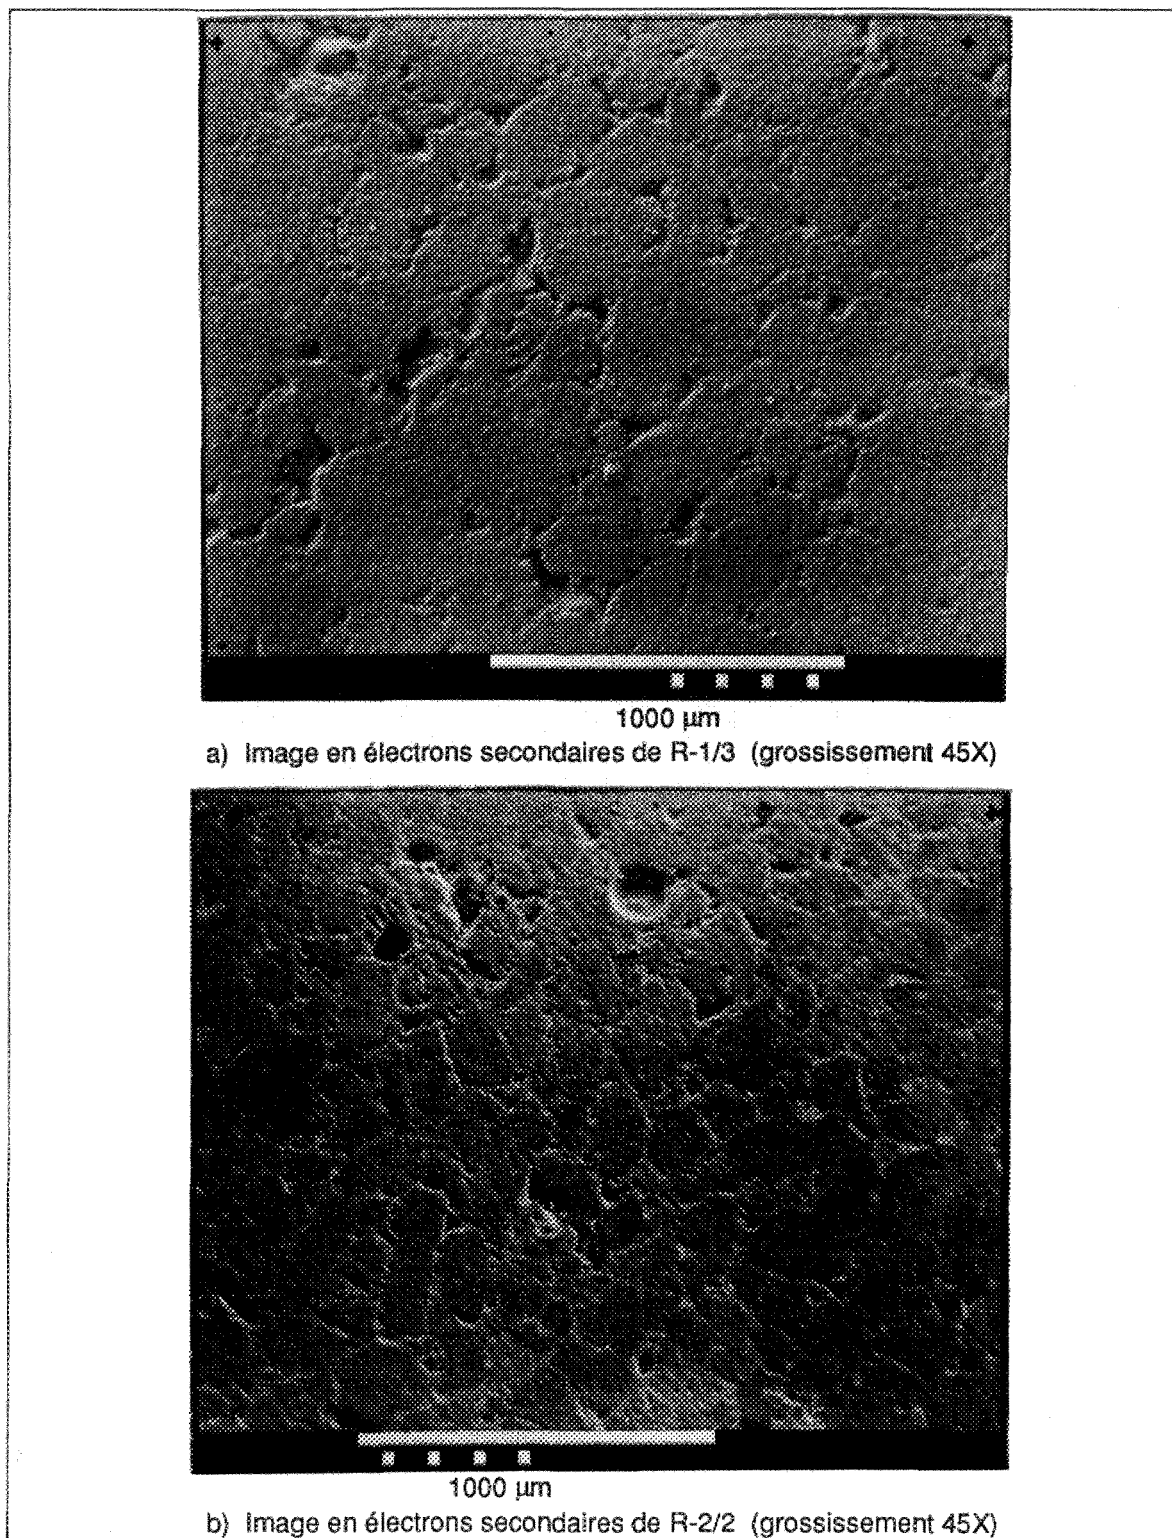 1000 µm
a) Image en électrons secondaires de R-1/3 (grossissement 45X)
1000 µm
b) Image en électrons secondaires de R-2/2 (grossissement 45X)